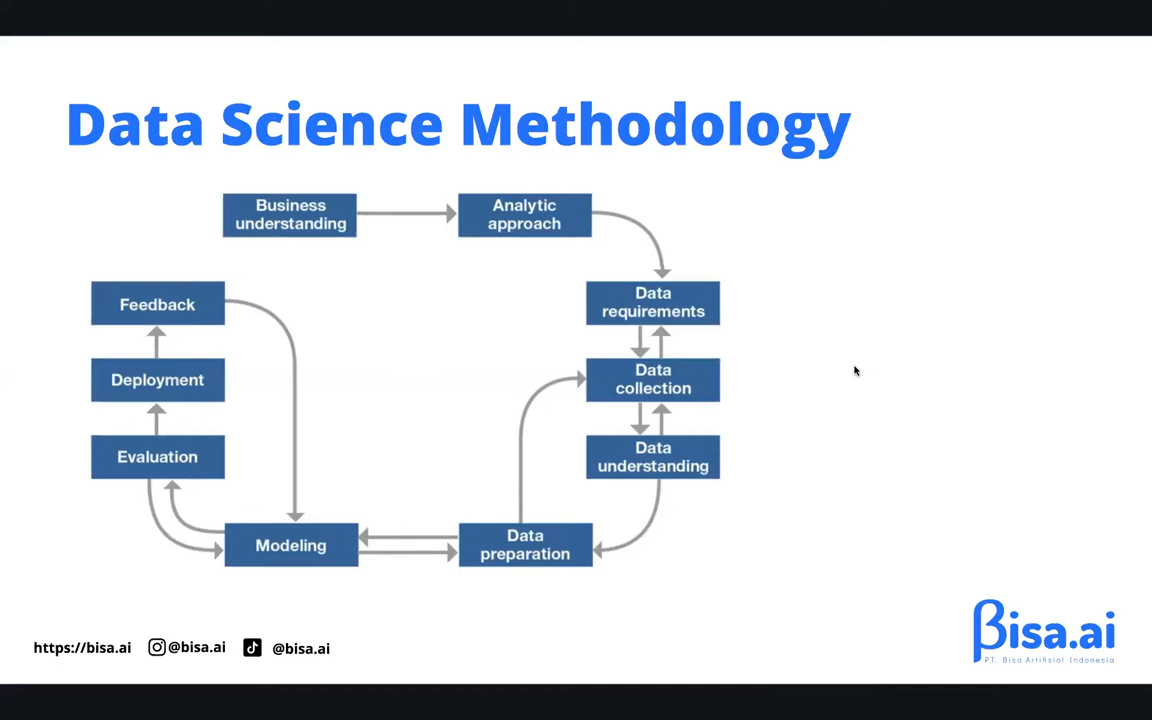 Data Science Methodology
Business
understanding
Analytic
approach
Feedback
Data
requirements
Deployment
Data
collection
Evaluation
Data
understanding
Modeling
Data
preparation
https://bisa.ai @bisa.ai @bisa.ai
βisa.ai
PT. Bisa Artifisial Indonesia